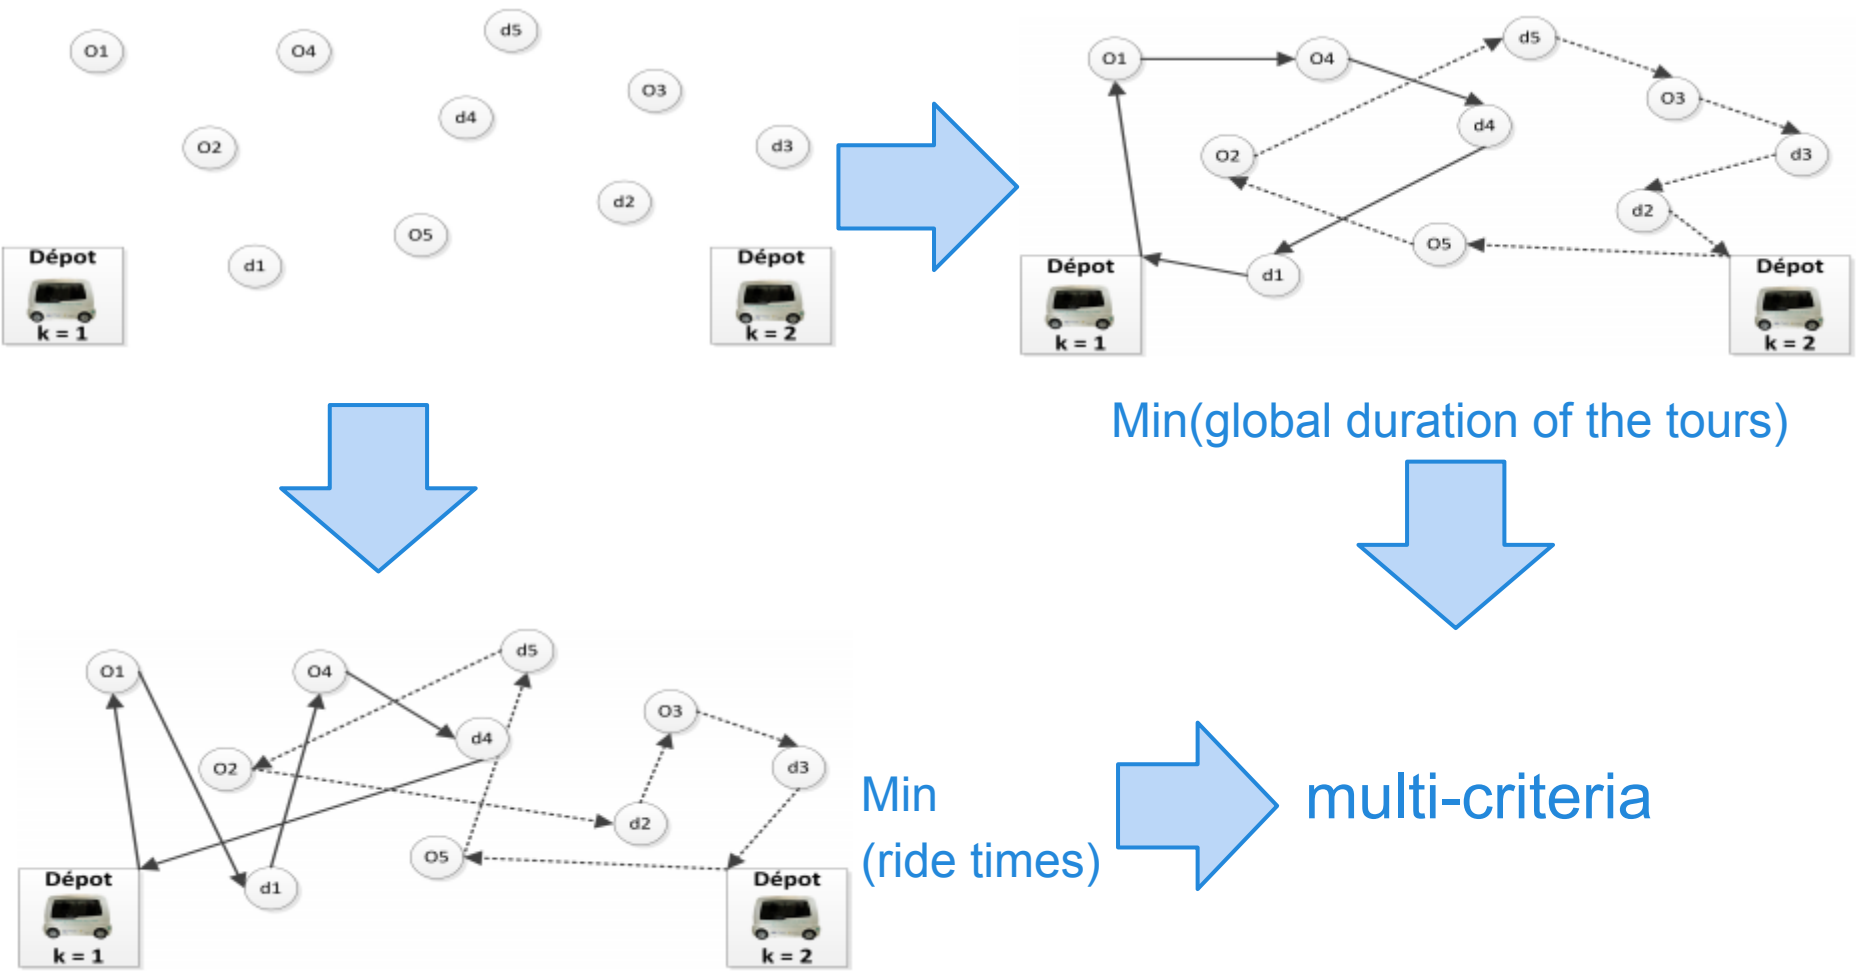 O1
O4
d5
O3
d4
O2
d3
d2
O5
d1
Dépot
k = 1
Dépot
k = 2
O1
O4
d5
O3
d4
O2
d3
d2
O5
d1
Dépot
k = 1
Dépot
k = 2
Min(global duration of the tours)
O1
O4
d5
O3
d4
O2
d3
d2
O5
d1
Dépot
k = 1
Dépot
k = 2
Min
(ride times)
multi-criteria